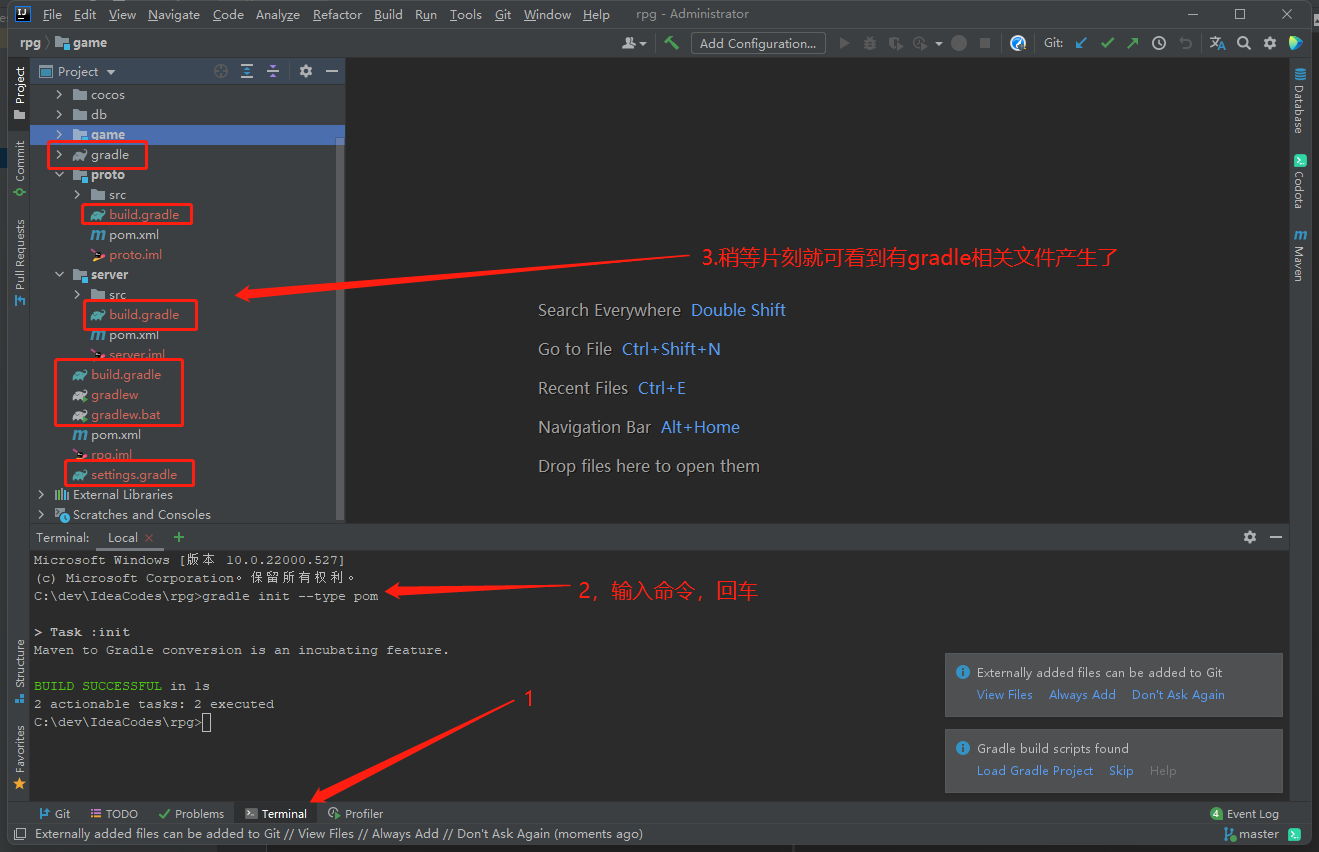 File Edit View Navigate Code Analyze Refactor Build Run Tools Git Window Help rpg - Administrator
rpg game Add Configuration... Git:
Project
Project
cocos
db
game
gradle
proto
src
build.gradle
pom.xml
proto.iml
server
src
build.gradle
pom.xml
server.iml
build.gradle
gradlew
gradlew.bat
pom.xml
rpg.iml
settings.gradle
External Libraries
Scratches and Consoles
Commit
Pull Requests
Structure
Favorites
3.稍等片刻就可看到有gradle相关文件产生了
Search Everywhere Double Shift
Go to File Ctrl+Shift+N
Recent Files Ctrl+E
Navigation Bar Alt+Home
Drop files here to open them
Database
Codota
m
Maven
Terminal: Local
Microsoft Windows [版本 10.0.22000.527]
(c) Microsoft Corporation。保留所有权利。
C:\dev\IdeaCodes\rpg>gradle init --type pom
2，输入命令，回车
> Task :init
Maven to Gradle conversion is an incubating feature.
BUILD SUCCESSFUL in 1s
2 actionable tasks: 2 executed
C:\dev\IdeaCodes\rpg>
1
Externally added files can be added to Git
View Files Always Add Don't Ask Again
Gradle build scripts found
Load Gradle Project Skip Help
Git TODO Problems Terminal Profiler 4 Event Log
Externally added files can be added to Git // View Files // Always Add // Don't Ask Again (moments ago) master